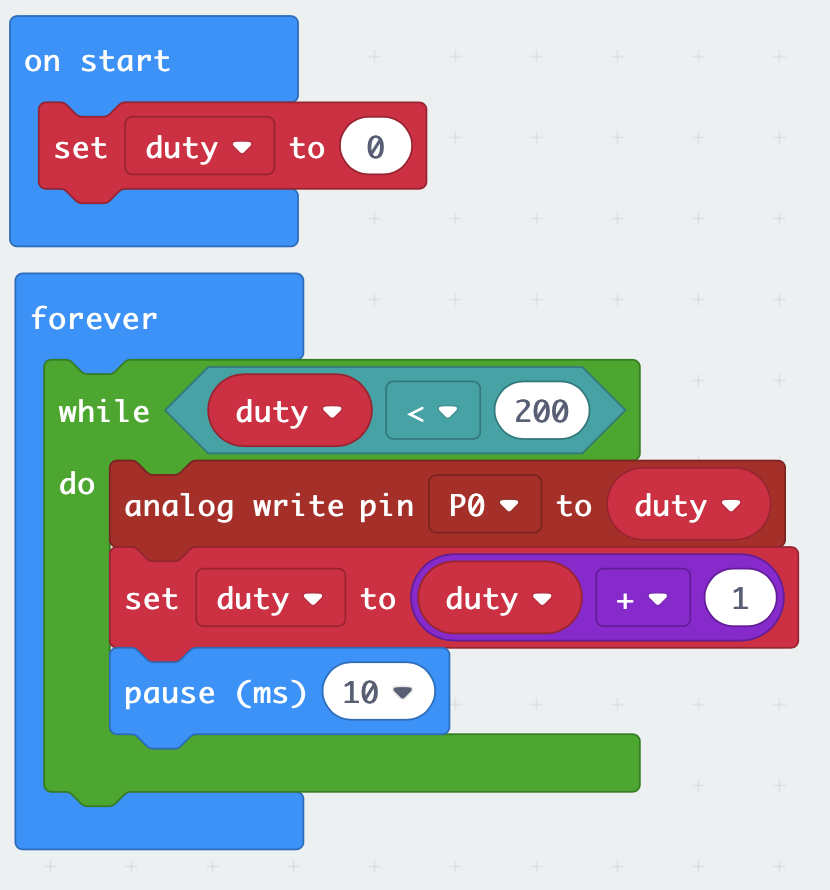 on start
set duty to 0
forever
while duty < 200
do
analog write pin P0 to duty
set duty to duty + 1
pause (ms) 10